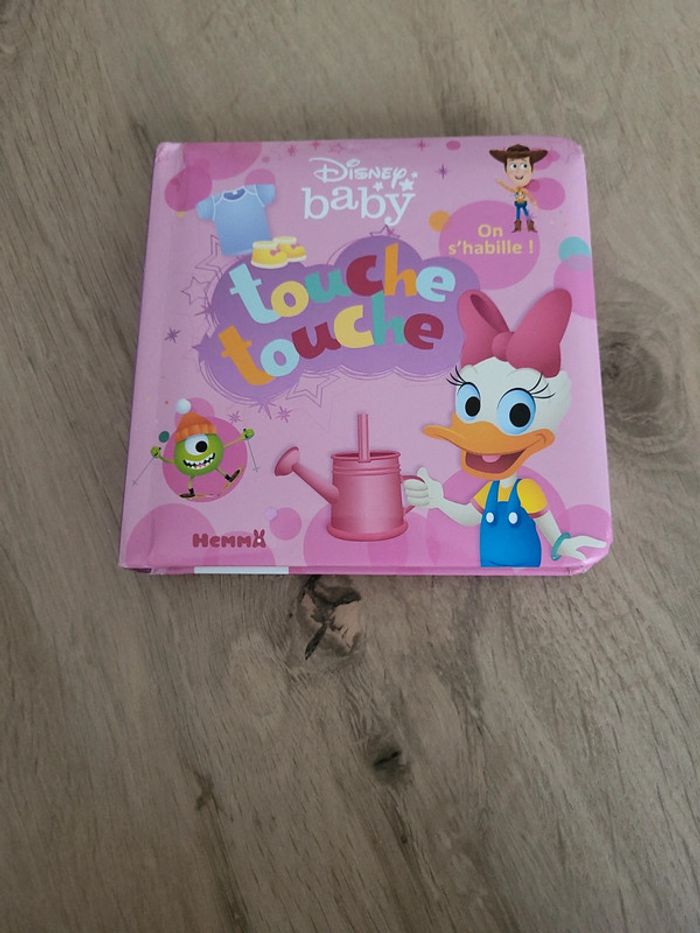 Disney
baby
On
s'habille !
touche
touche
Hemma